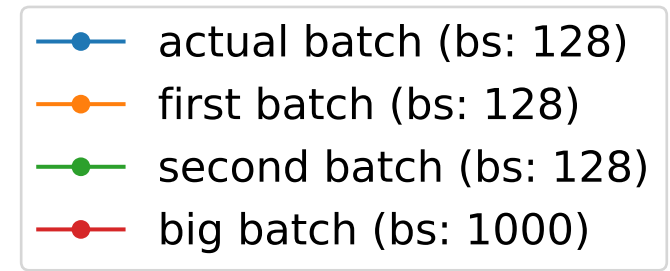 actual batch (bs: 128)
first batch (bs: 128)
second batch (bs: 128)
big batch (bs: 1000)